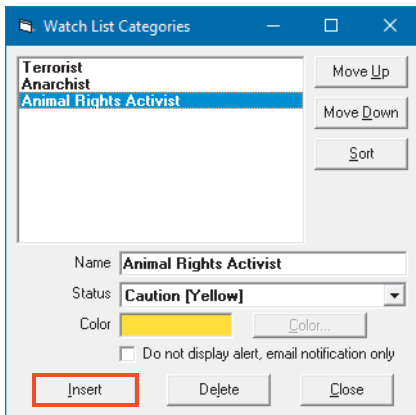 Watch List Categories
Terrorist
Anarchist
Animal Rights Activist
Move Up
Move Down
Sort
Name Animal Rights Activist
Status Caution [Yellow]
Color Color...
Do not display alert, email notification only
Insert Delete Close